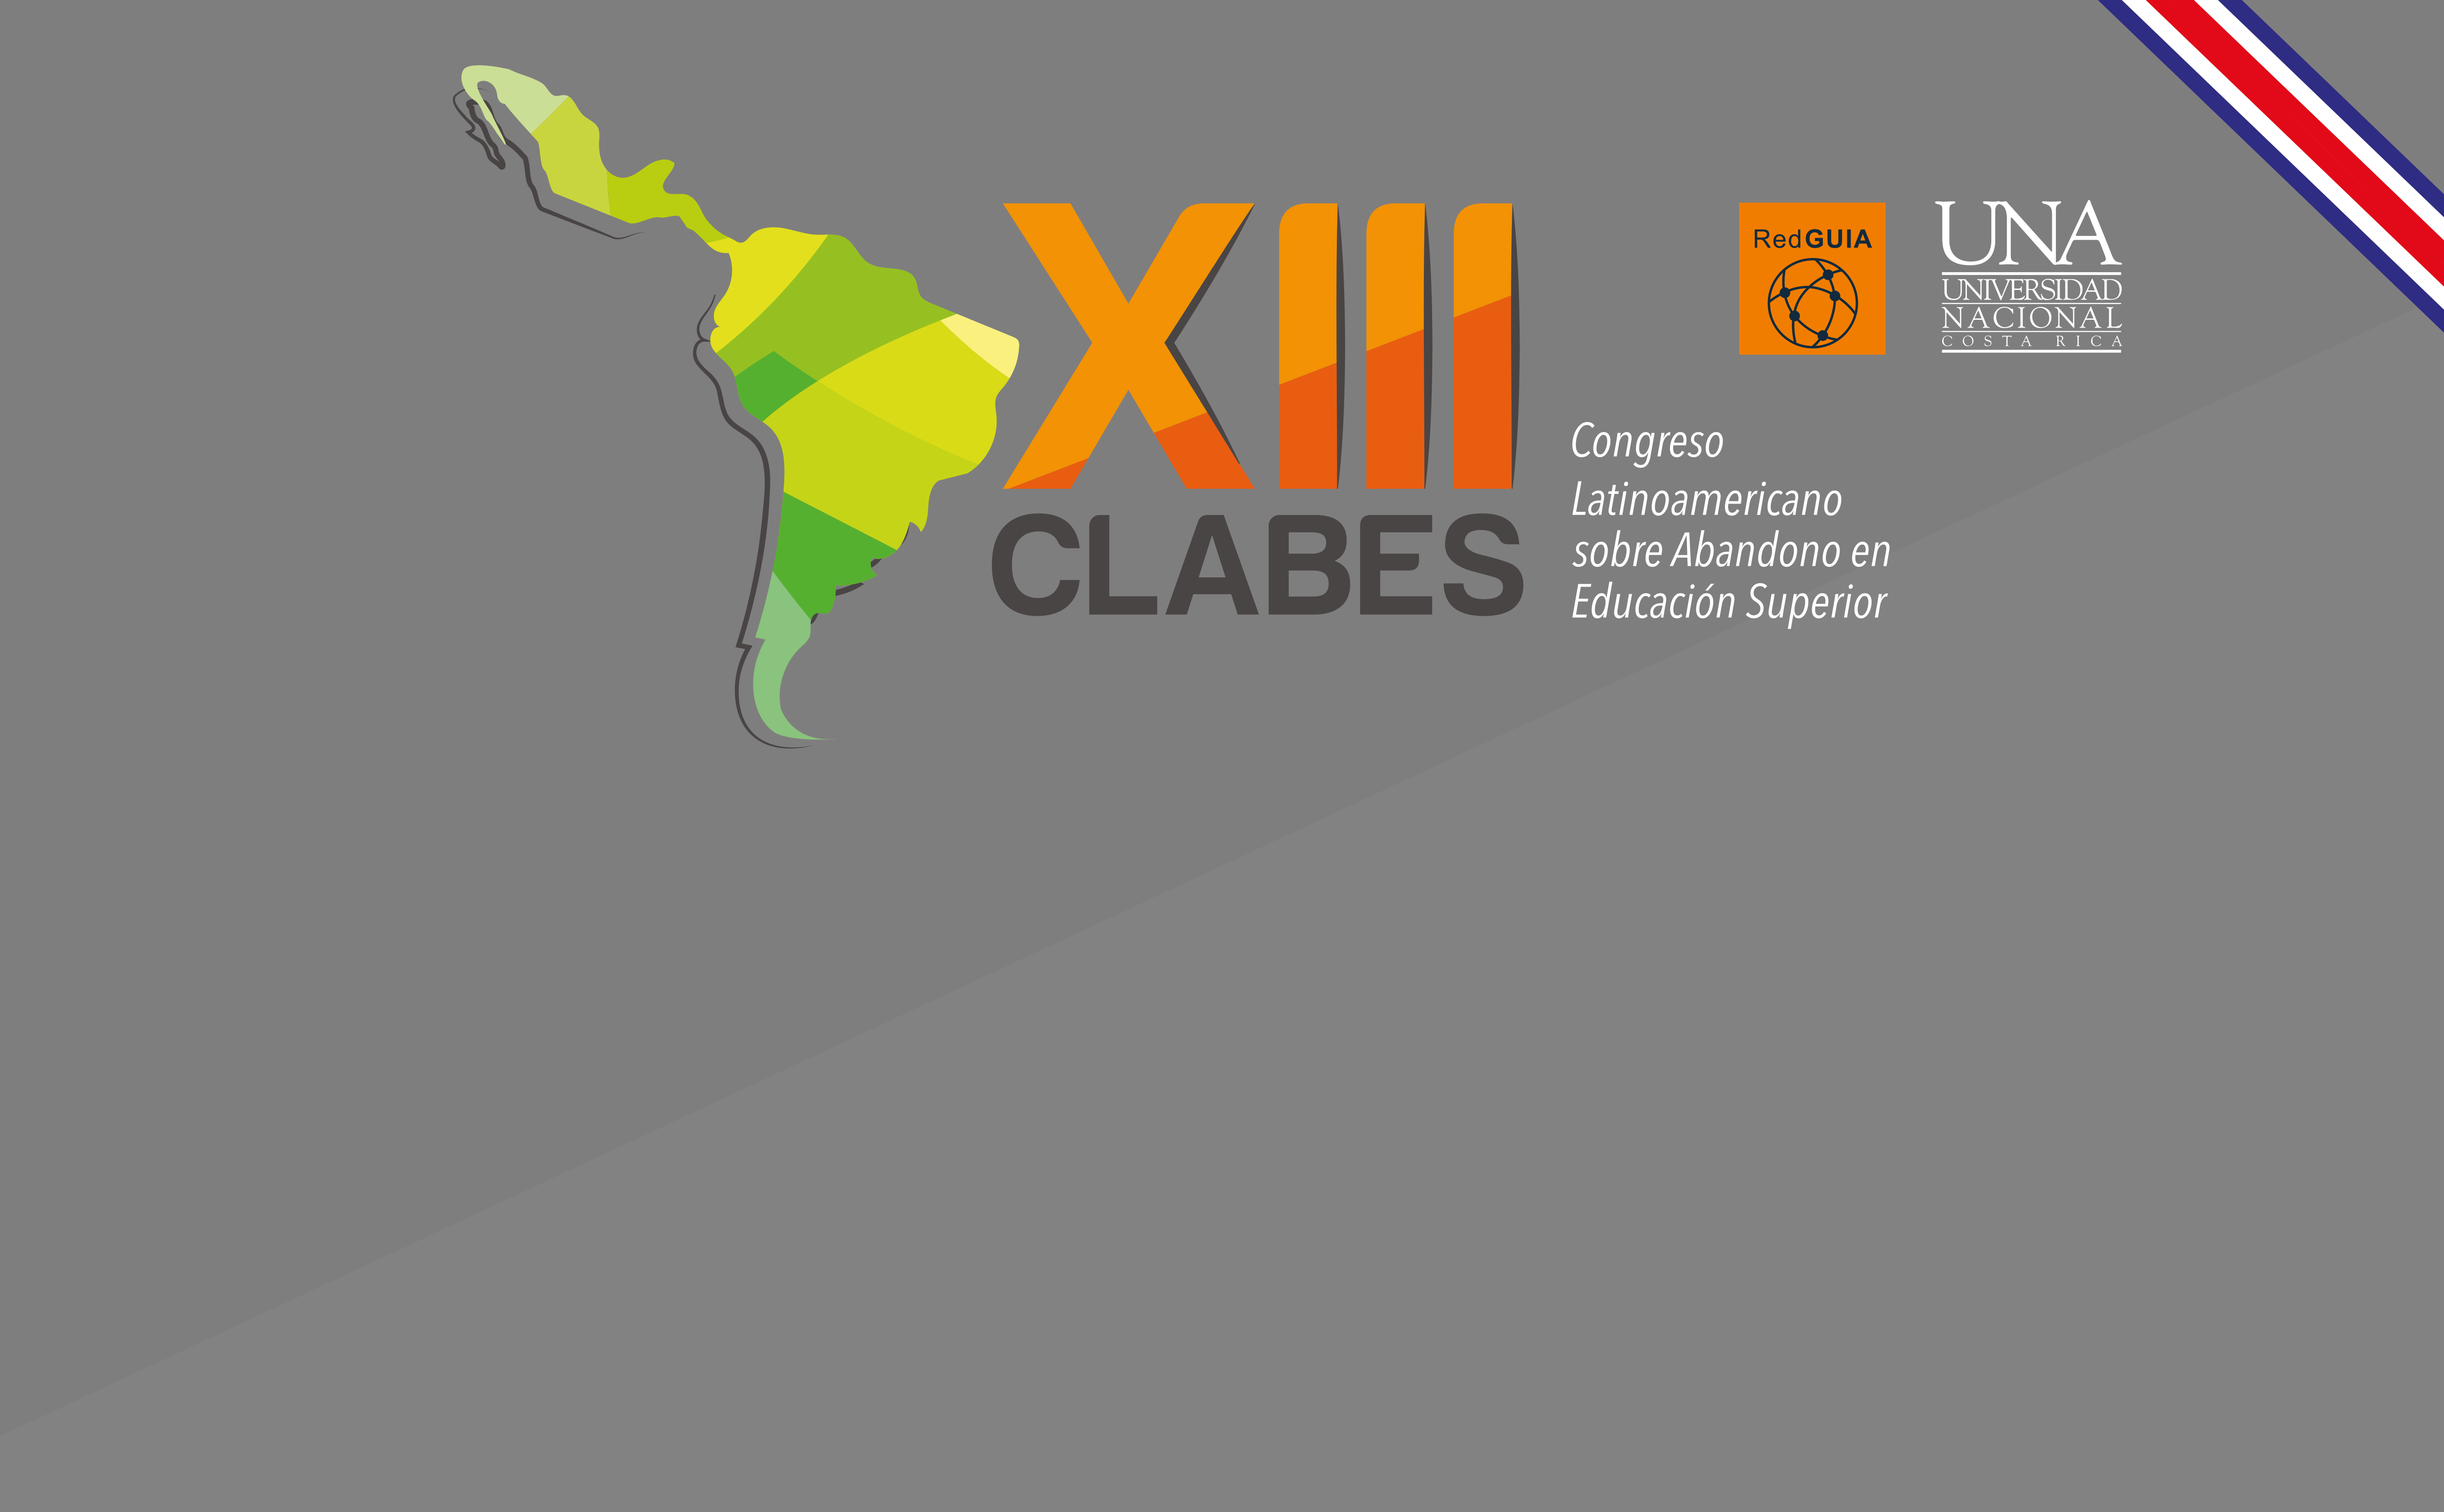 XIII
CLABES
RedGUIA
UNA
UNIVERSIDAD
NACIONAL
COSTA RICA
Congreso
Latinoamericano
sobre Abandono en
Educación Superior